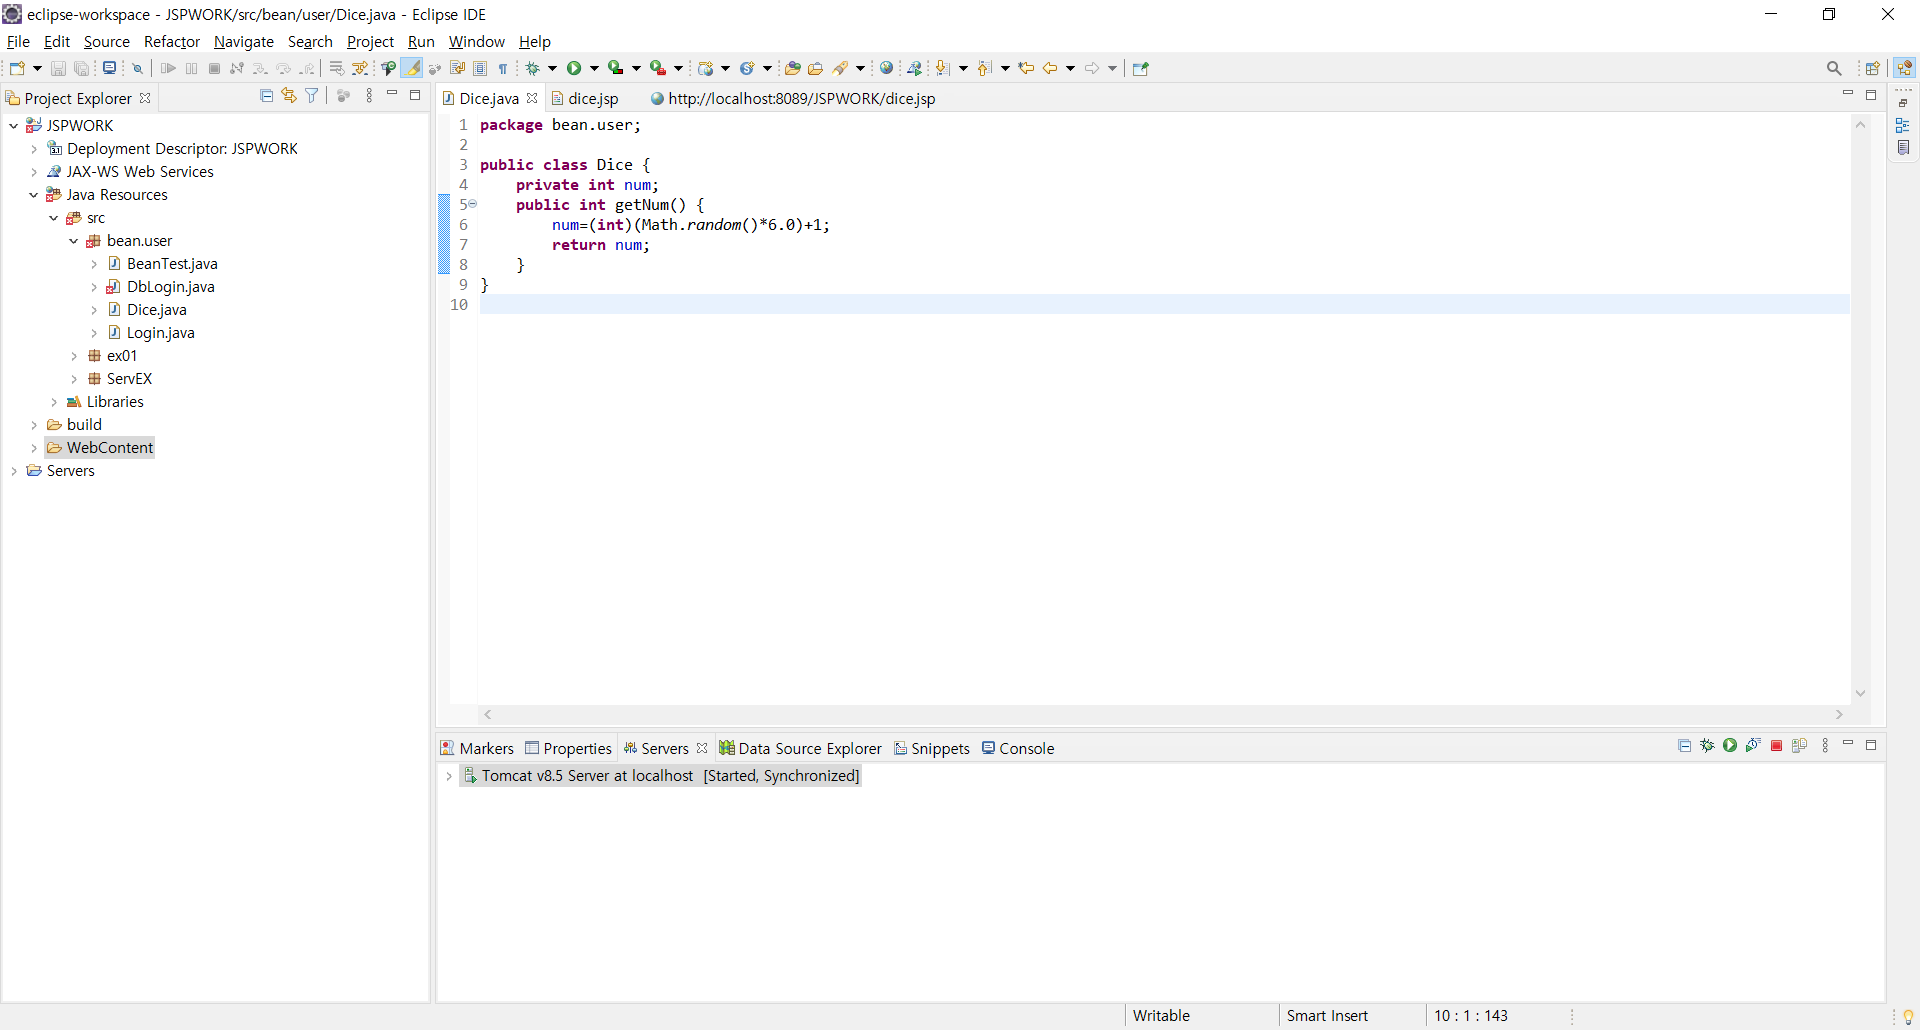 eclipse-workspace - JSPWORK/src/bean/user/Dice.java - Eclipse IDE
File Edit Source Refactor Navigate Search Project Run Window Help
Project Explorer
JSPWORK
Deployment Descriptor: JSPWORK
JAX-WS Web Services
Java Resources
src
bean.user
BeanTest.java
DbLogin.java
Dice.java
Login.java
ex01
ServEX
Libraries
build
WebContent
Servers
Dice.java dice.jsp http://localhost:8089/JSPWORK/dice.jsp
1 package bean.user;
2
3 public class Dice {
4 private int num;
5 public int getNum() {
6 num=(int)(Math.random()*6.0)+1;
7 return num;
8 }
9 }
10
Markers Properties Servers Data Source Explorer Snippets Console
Tomcat v8.5 Server at localhost [Started, Synchronized]
Writable Smart Insert 10 : 1 : 143